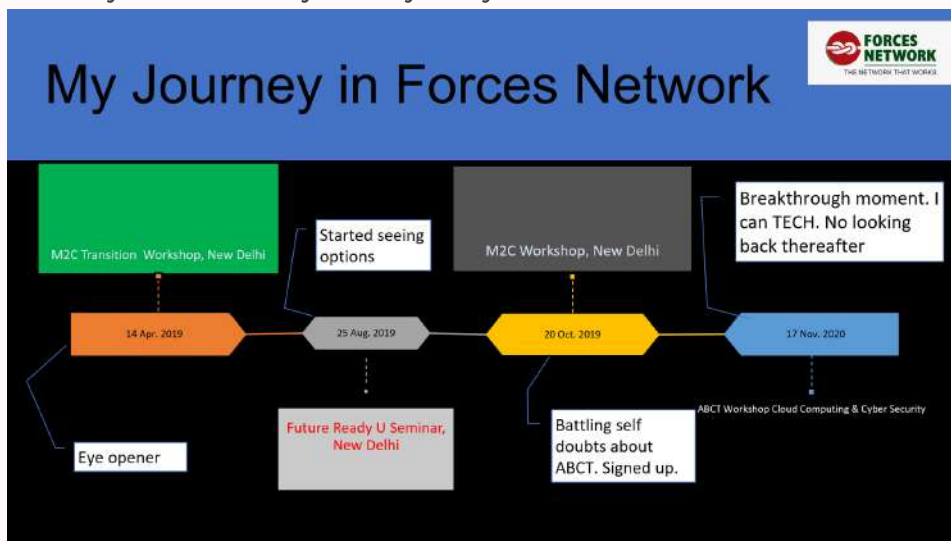 My Journey in Forces Network
FORCES
NETWORK
THE NETWORK THAT WORKS
M2C Transition Workshop, New Delhi
Started seeing
options
M2C Workshop, New Delhi
Breakthrough moment. I
can TECH. No looking
back thereafter
14 Apr. 2019
25 Aug. 2019
20 Oct. 2019
17 Nov. 2020
Eye opener
Future Ready U Seminar,
New Delhi
Battling self
doubts about
ABCT. Signed up.
ABCT Workshop Cloud Computing & Cyber Security